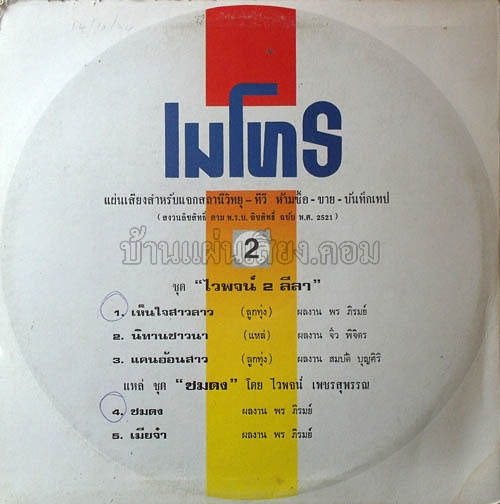 ไมโทร
แผ่นเสียงสำหรับแจกสถานีวิทยุ - ทีวี ห้ามซื้อ - ขาย - บันทึกเทป
( สงวนลิขสิทธิ์ ตาม พ.ร.บ. ลิขสิทธิ์ ฉบับ พ.ศ. 2521 )
บ้านแผ่นเสียง.คอม
2
ชุด "ไวพจน์ ๒ ลีลา"
1. เห็นใจสาวลาว (ลูกทุ่ง) ผลงาน พร ภิรมย์
2. นิทานชาวนา (แหล่) ผลงาน จิ๋ว พิจิตร
3. แคนอ้อนสาว (ลูกทุ่ง) ผลงาน สมบัติ บุญศิริ
แหล่ ชุด "ชมดง" โดย ไวพจน์ เพชรสุพรรณ
4. ชมดง ผลงาน พร ภิรมย์
5. เมียจ๋า ผลงาน พร ภิรมย์